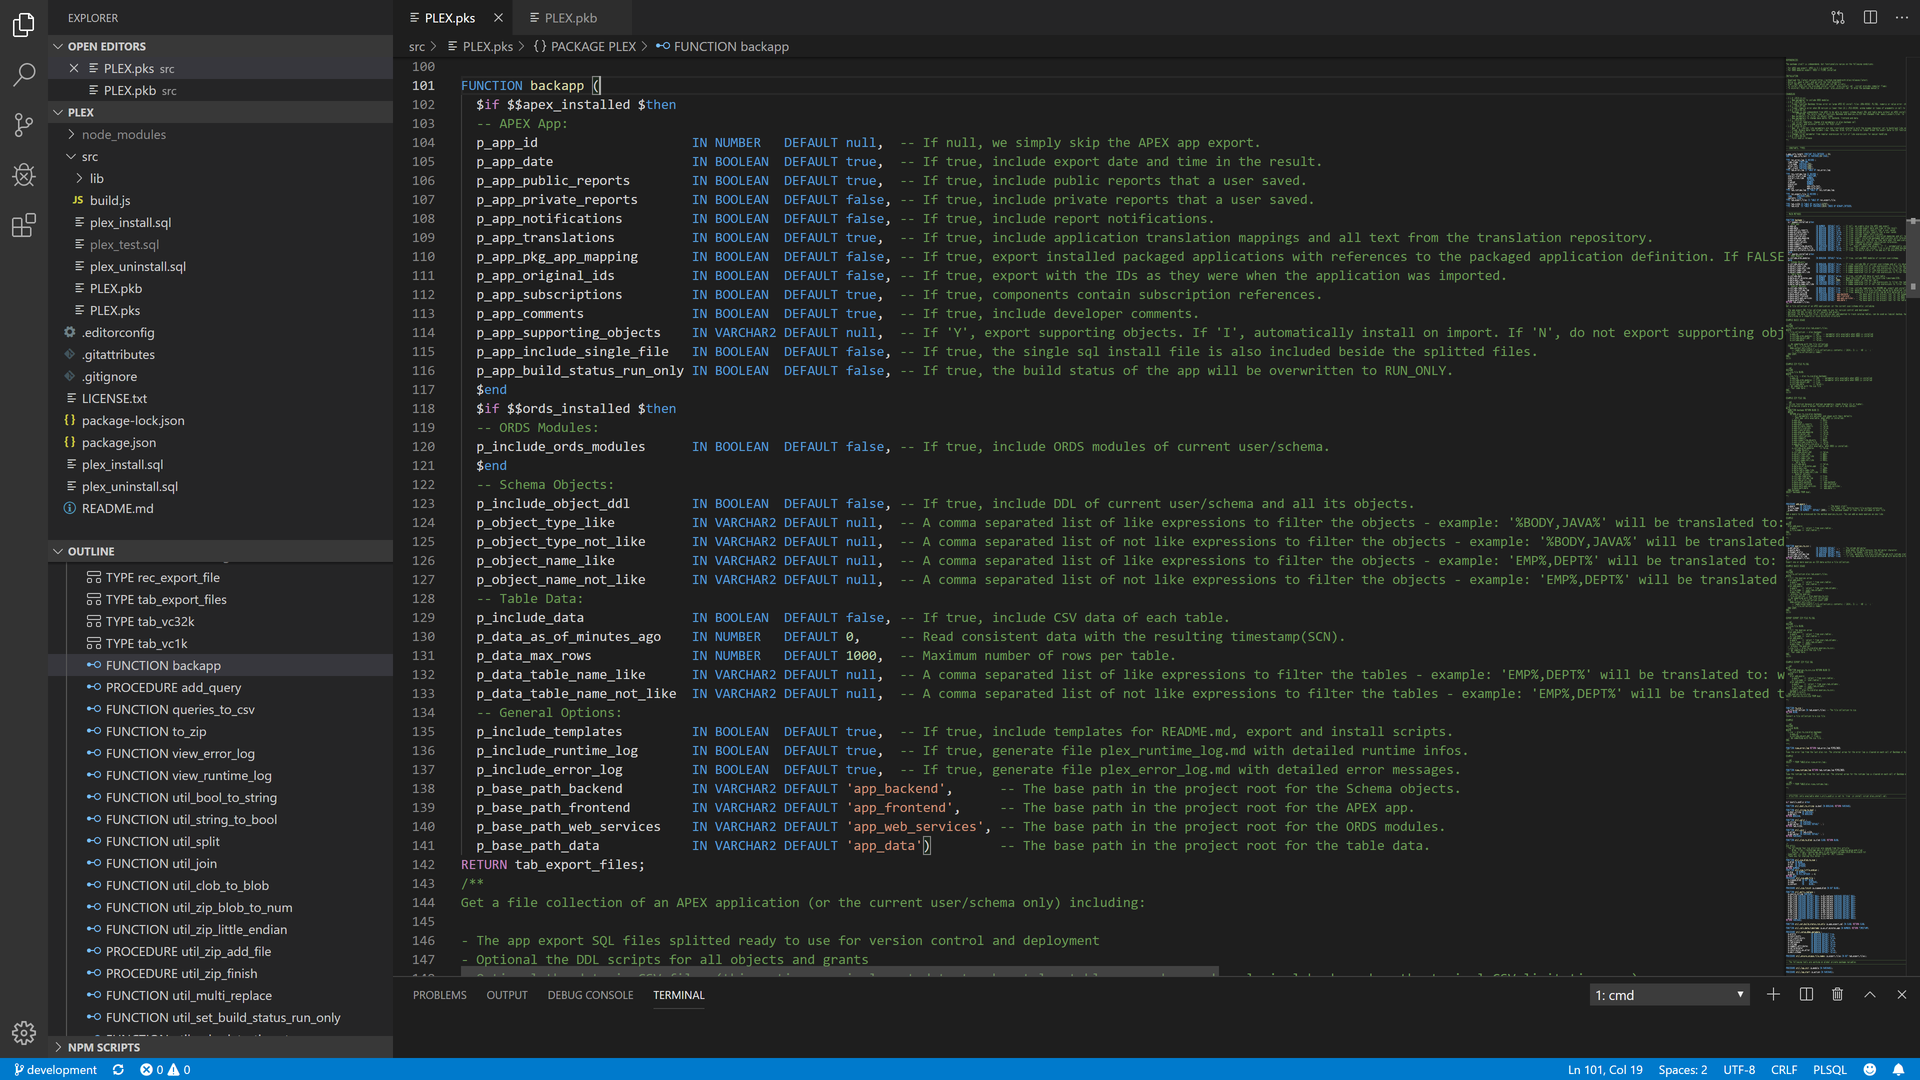 EXPLORER
OPEN EDITORS
PLEX.pks src
PLEX.pkb src
PLEX
node_modules
src
lib
JS build.js
plex_install.sql
plex_test.sql
plex_uninstall.sql
PLEX.pkb
PLEX.pks
.editorconfig
.gitattributes
.gitignore
LICENSE.txt
{} package-lock.json
{} package.json
plex_install.sql
plex_uninstall.sql
README.md
OUTLINE
TYPE rec_export_file
TYPE tab_export_files
TYPE tab_vc32k
TYPE tab_vc1k
FUNCTION backapp
PROCEDURE add_query
FUNCTION queries_to_csv
FUNCTION to_zip
FUNCTION view_error_log
FUNCTION view_runtime_log
FUNCTION util_bool_to_string
FUNCTION util_string_to_bool
FUNCTION util_split
FUNCTION util_join
FUNCTION util_clob_to_blob
FUNCTION util_zip_blob_to_num
FUNCTION util_zip_little_endian
PROCEDURE util_zip_add_file
PROCEDURE util_zip_finish
FUNCTION util_multi_replace
FUNCTION util_set_build_status_run_only
NPM SCRIPTS
PLEX.pks
PLEX.pkb
src > PLEX.pks > {} PACKAGE PLEX > FUNCTION backapp
100
101 FUNCTION backapp (
102 $if $$apex_installed $then
103 -- APEX App:
104 p_app_id IN NUMBER DEFAULT null, -- If null, we simply skip the APEX app export.
105 p_app_date IN BOOLEAN DEFAULT true, -- If true, include export date and time in the result.
106 p_app_public_reports IN BOOLEAN DEFAULT true, -- If true, include public reports that a user saved.
107 p_app_private_reports IN BOOLEAN DEFAULT false, -- If true, include private reports that a user saved.
108 p_app_notifications IN BOOLEAN DEFAULT false, -- If true, include report notifications.
109 p_app_translations IN BOOLEAN DEFAULT true, -- If true, include application translation mappings and all text from the translation repository.
110 p_app_pkg_app_mapping IN BOOLEAN DEFAULT false, -- If true, export installed packaged applications with references to the packaged application definition. If FALSE
111 p_app_original_ids IN BOOLEAN DEFAULT false, -- If true, export with the IDs as they were when the application was imported.
112 p_app_subscriptions IN BOOLEAN DEFAULT true, -- If true, components contain subscription references.
113 p_app_comments IN BOOLEAN DEFAULT true, -- If true, include developer comments.
114 p_app_supporting_objects IN VARCHAR2 DEFAULT null, -- If 'Y', export supporting objects. If 'I', automatically install on import. If 'N', do not export supporting obj
115 p_app_include_single_file IN BOOLEAN DEFAULT false, -- If true, the single sql install file is also included beside the splitted files.
116 p_app_build_status_run_only IN BOOLEAN DEFAULT false, -- If true, the build status of the app will be overwritten to RUN_ONLY.
117 $end
118 $if $$ords_installed $then
119 -- ORDS Modules:
120 p_include_ords_modules IN BOOLEAN DEFAULT false, -- If true, include ORDS modules of current user/schema.
121 $end
122 -- Schema Objects:
123 p_include_object_ddl IN BOOLEAN DEFAULT false, -- If true, include DDL of current user/schema and all its objects.
124 p_object_type_like IN VARCHAR2 DEFAULT null, -- A comma separated list of like expressions to filter the objects - example: '%BODY,JAVA%' will be translated to:
125 p_object_type_not_like IN VARCHAR2 DEFAULT null, -- A comma separated list of not like expressions to filter the objects - example: '%BODY,JAVA%' will be translated
126 p_object_name_like IN VARCHAR2 DEFAULT null, -- A comma separated list of like expressions to filter the objects - example: 'EMP%,DEPT%' will be translated to:
127 p_object_name_not_like IN VARCHAR2 DEFAULT null, -- A comma separated list of not like expressions to filter the objects - example: 'EMP%,DEPT%' will be translated
128 -- Table Data:
129 p_include_data IN BOOLEAN DEFAULT false, -- If true, include CSV data of each table.
130 p_data_as_of_minutes_ago IN NUMBER DEFAULT 0, -- Read consistent data with the resulting timestamp(SCN).
131 p_data_max_rows IN NUMBER DEFAULT 1000, -- Maximum number of rows per table.
132 p_data_table_name_like IN VARCHAR2 DEFAULT null, -- A comma separated list of like expressions to filter the tables - example: 'EMP%,DEPT%' will be translated to: w
133 p_data_table_name_not_like IN VARCHAR2 DEFAULT null, -- A comma separated list of not like expressions to filter the tables - example: 'EMP%,DEPT%' will be translated t
134 -- General Options:
135 p_include_templates IN BOOLEAN DEFAULT true, -- If true, include templates for README.md, export and install scripts.
136 p_include_runtime_log IN BOOLEAN DEFAULT true, -- If true, generate file plex_runtime_log.md with detailed runtime infos.
137 p_include_error_log IN BOOLEAN DEFAULT true, -- If true, generate file plex_error_log.md with detailed error messages.
138 p_base_path_backend IN VARCHAR2 DEFAULT 'app_backend', -- The base path in the project root for the Schema objects.
139 p_base_path_frontend IN VARCHAR2 DEFAULT 'app_frontend', -- The base path in the project root for the APEX app.
140 p_base_path_web_services IN VARCHAR2 DEFAULT 'app_web_services', -- The base path in the project root for the ORDS modules.
141 p_base_path_data IN VARCHAR2 DEFAULT 'app_data') -- The base path in the project root for the table data.
142 RETURN tab_export_files;
143 /**
144 Get a file collection of an APEX application (or the current user/schema only) including:
145
146 - The app export SQL files splitted ready to use for version control and deployment
147 - Optional the DDL scripts for all objects and grants
PROBLEMS OUTPUT DEBUG CONSOLE TERMINAL
1: cmd
development 0 0
Ln 101, Col 19 Spaces: 2 UTF-8 CRLF PLSQL